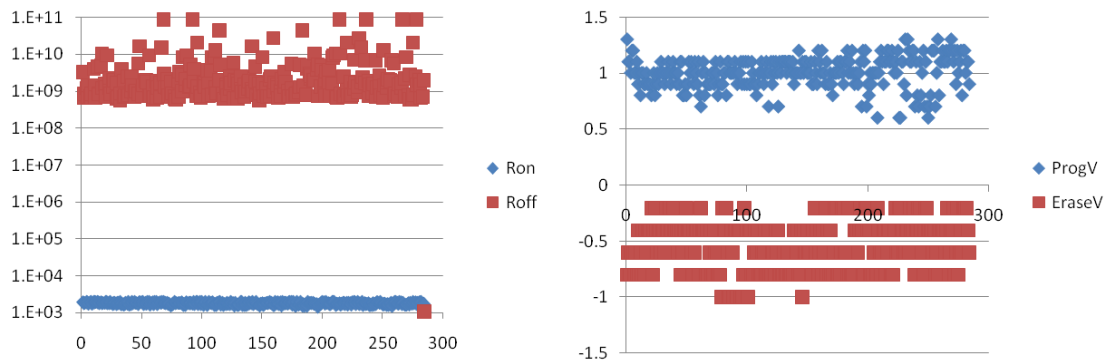 1.E+11
1.E+10
1.E+09
1.E+08
1.E+07
1.E+06
1.E+05
1.E+04
1.E+03
0 50 100 150 200 250 300
Ron
Roff
1.5
1
0.5
0
-0.5
-1
-1.5
0 100 200 300
ProgV
EraseV